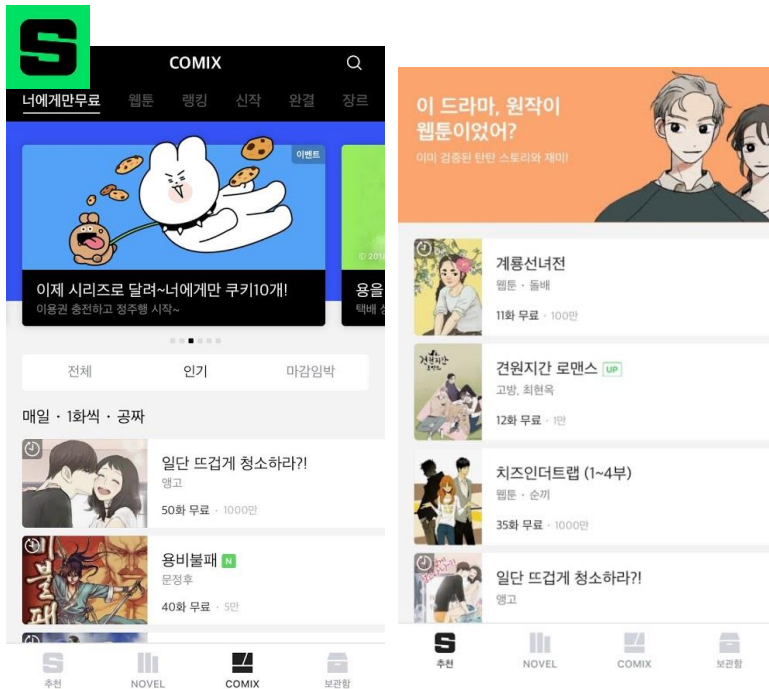 COMIX
너에게만무료 웹툰 랭킹 신작 완결 장르
이벤트
이제 시리즈로 달려~너에게만 쿠키10개!
이용권 충전하고 정주행 시작~
© 201
용을
택배 상
전체 인기 마감임박
매일 · 1화씩 · 공짜
일단 뜨겁게 청소하라?!
앵고
50화 무료 · 1000만
용비불패 N
문정후
40화 무료 · 5만
추천 NOVEL COMIX 보관함
이 드라마, 원작이
웹툰이었어?
이미 검증된 탄탄 스토리와 재미!
계룡선녀전
웹툰 · 돌배
11화 무료 · 100만
견원지간
로맨스
견원지간 로맨스 UP
고방, 최현옥
12화 무료 · 1만
치즈인더트랩 (1~4부)
웹툰 · 순끼
35화 무료 · 1000만
일단 뜨겁게 청소하라?!
앵고
추천 NOVEL COMIX 보관함